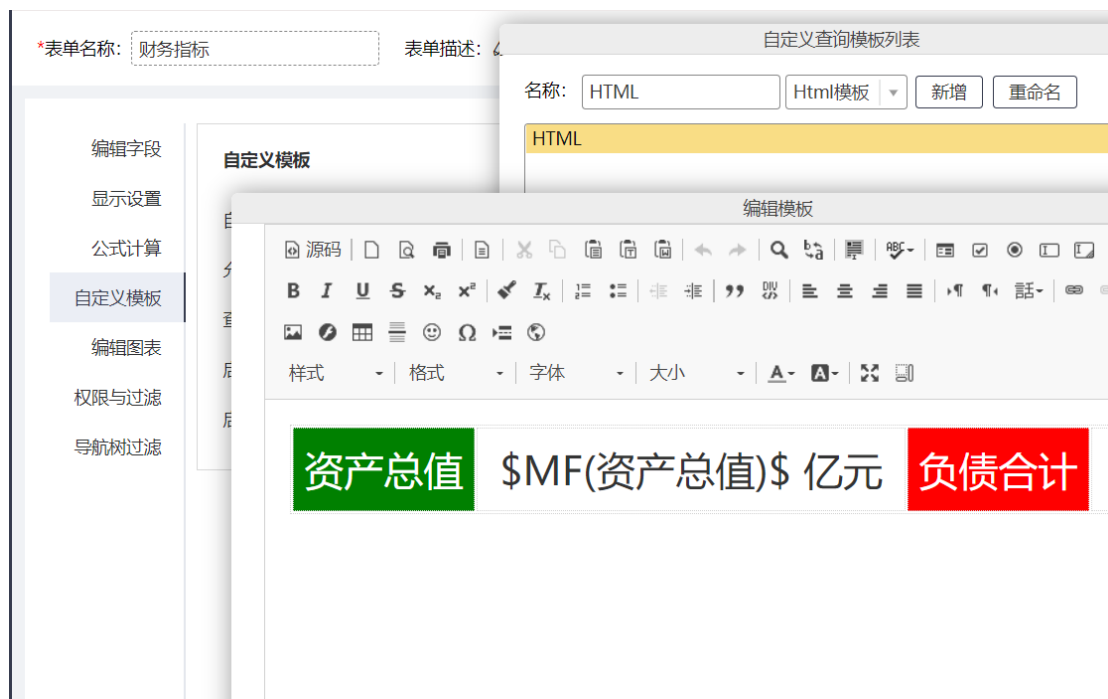 *表单名称: 财务指标 表单描述:
自定义查询模板列表
名称: HTML Html模板 新增 重命名
HTML
编辑字段
显示设置
公式计算
自定义模板
编辑图表
权限与过滤
导航树过滤
自定义模板
编辑模板
源码
样式 格式 字体 大小
资产总值 $MF(资产总值)$ 亿元 负债合计